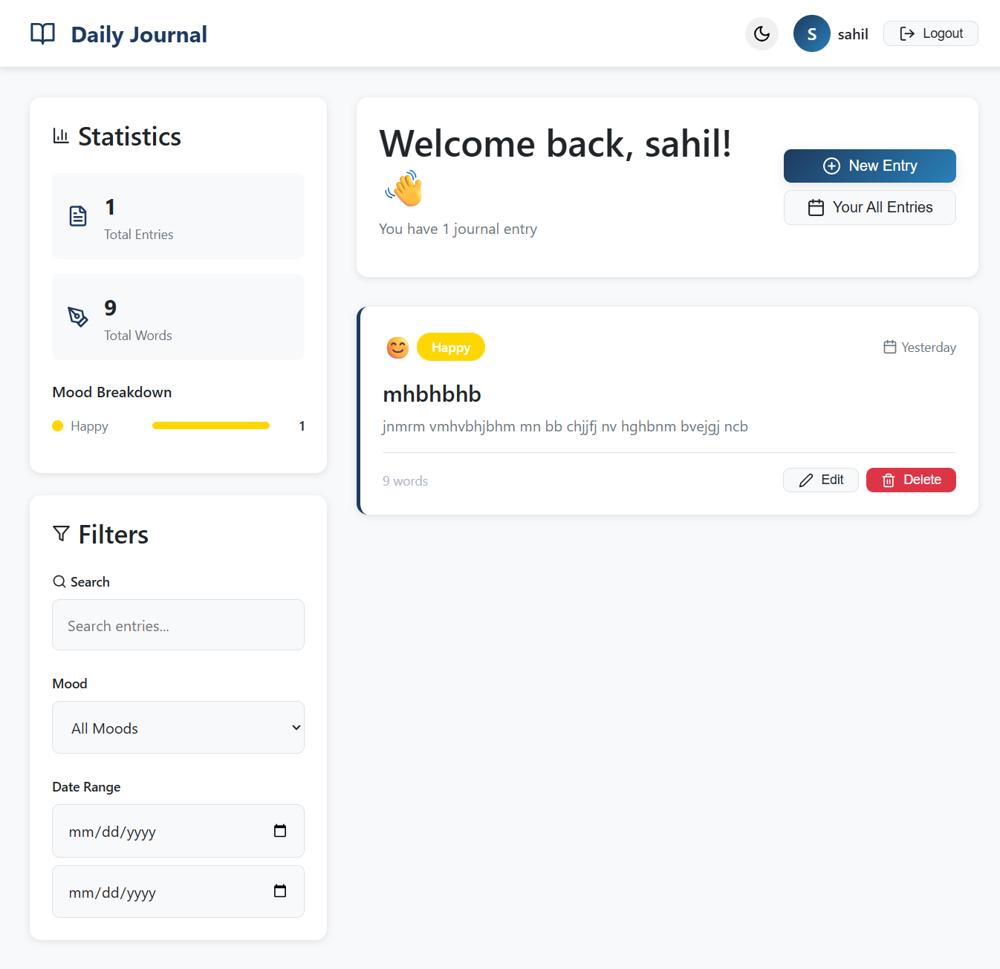 Daily Journal
S
sahil
Logout
Statistics
1
Total Entries
9
Total Words
Mood Breakdown
Happy
1
Filters
Search
Search entries...
Mood
All Moods
Date Range
mm/dd/yyyy
mm/dd/yyyy
Welcome back, sahil!
You have 1 journal entry
New Entry
Your All Entries
Happy
Yesterday
mhbhbhb
jnmrm vmhvbhjbhm mn bb chjjfj nv hghbnm bvejgj ncb
9 words
Edit
Delete